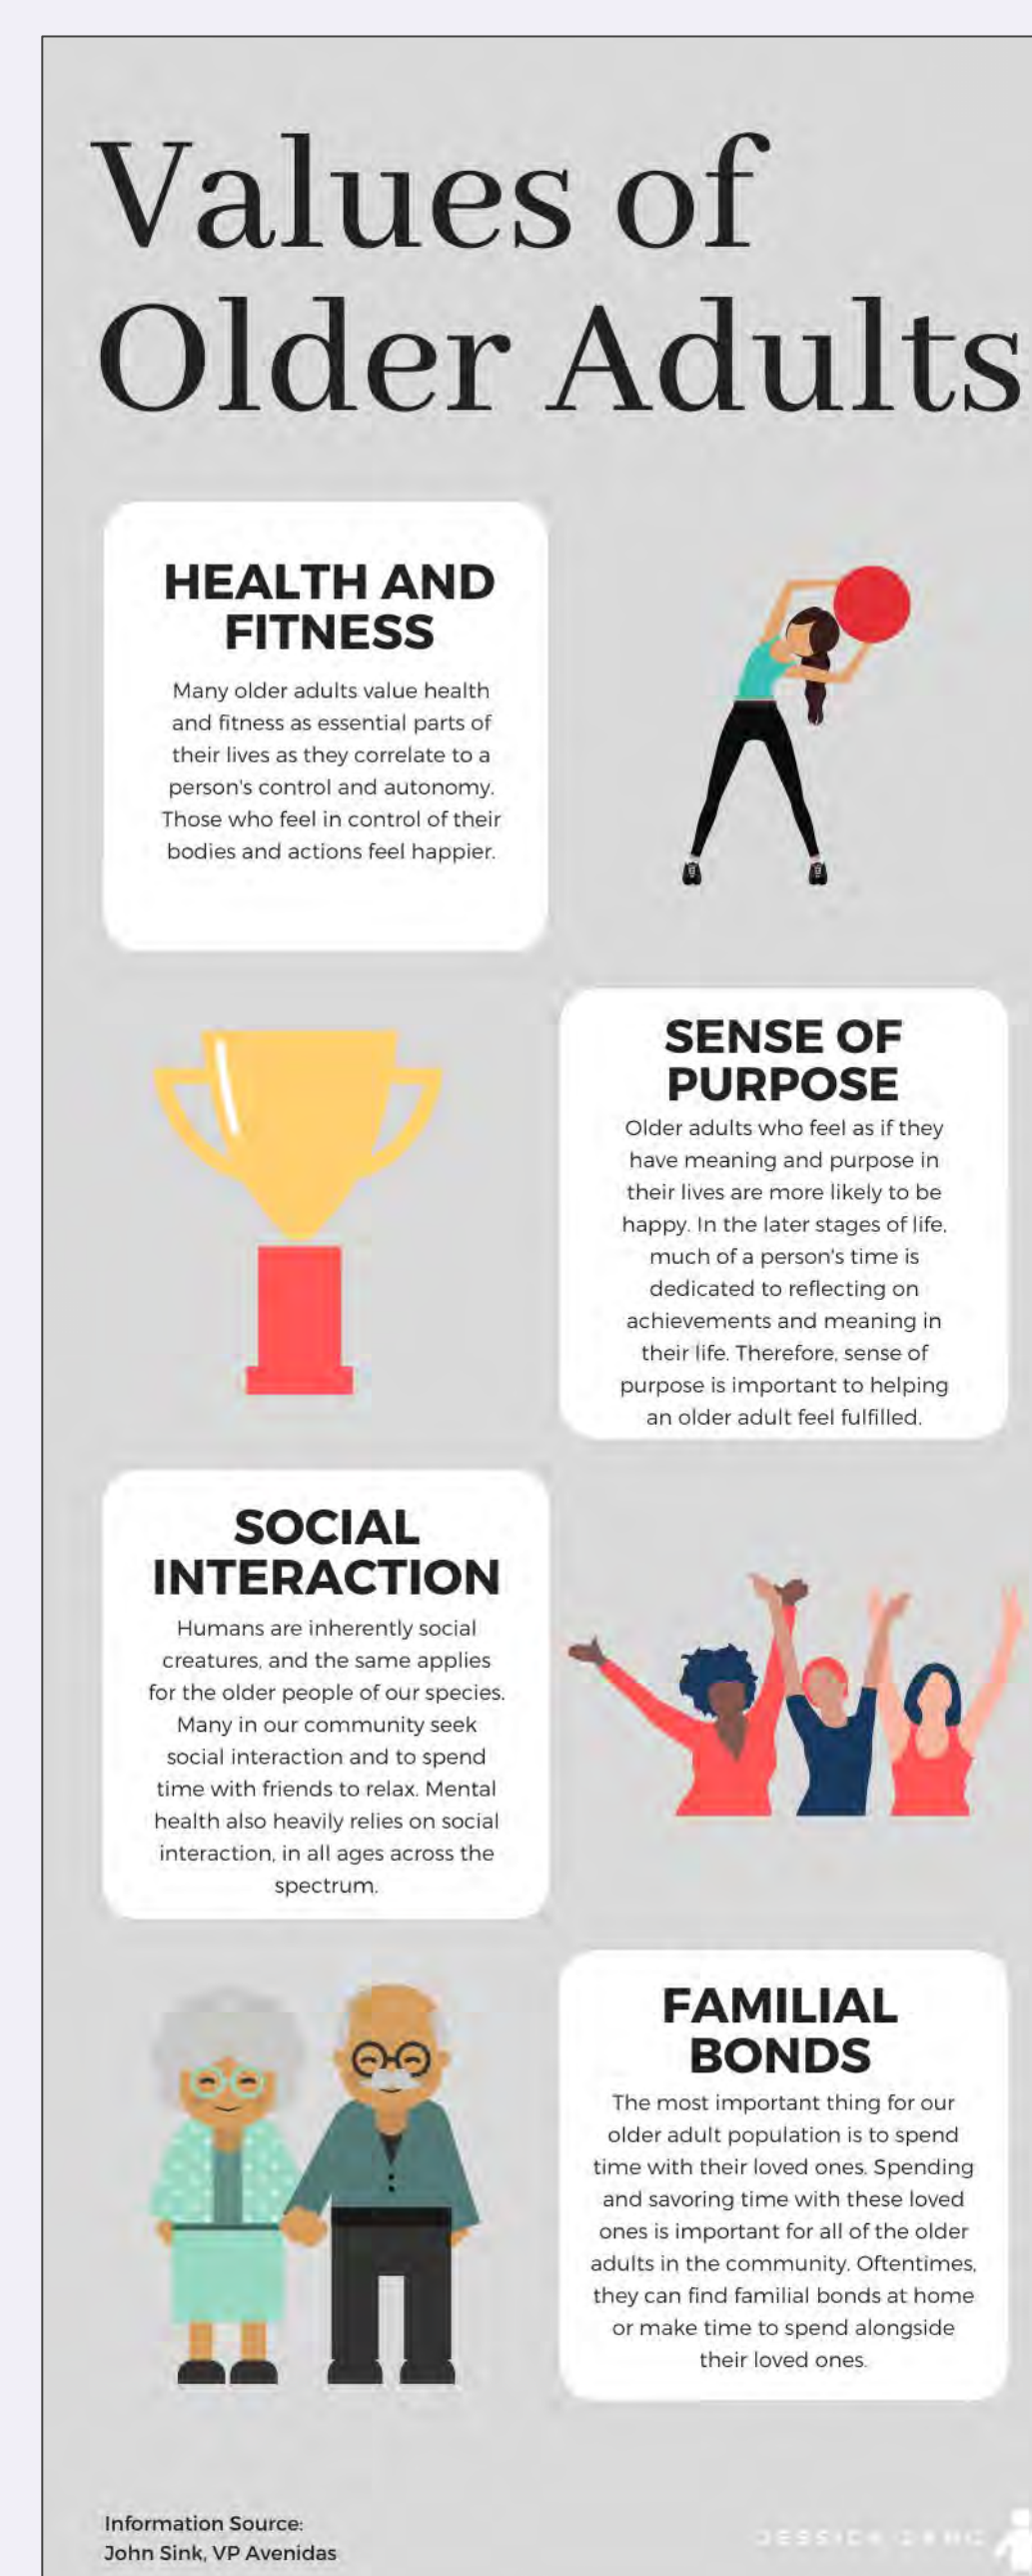 Values of
Older Adults
HEALTH AND
FITNESS
Many older adults value health
and fitness as essential parts of
their lives as they correlate to a
person's control and autonomy.
Those who feel in control of their
bodies and actions feel happier.
SENSE OF
PURPOSE
Older adults who feel as if they
have meaning and purpose in
their lives are more likely to be
happy. In the later stages of life,
much of a person's time is
dedicated to reflecting on
achievements and meaning in
their life. Therefore, sense of
purpose is important to helping
an older adult feel fulfilled.
SOCIAL
INTERACTION
Humans are inherently social
creatures, and the same applies
for the older people of our species.
Many in our community seek
social interaction and to spend
time with friends to relax. Mental
health also heavily relies on social
interaction, in all ages across the
spectrum.
FAMILIAL
BONDS
The most important thing for our
older adult population is to spend
time with their loved ones. Spending
and savoring time with these loved
ones is important for all of the older
adults in the community. Oftentimes,
they can find familial bonds at home
or make time to spend alongside
their loved ones.
Information Source:
John Sink, VP Avenidas
JESSICA